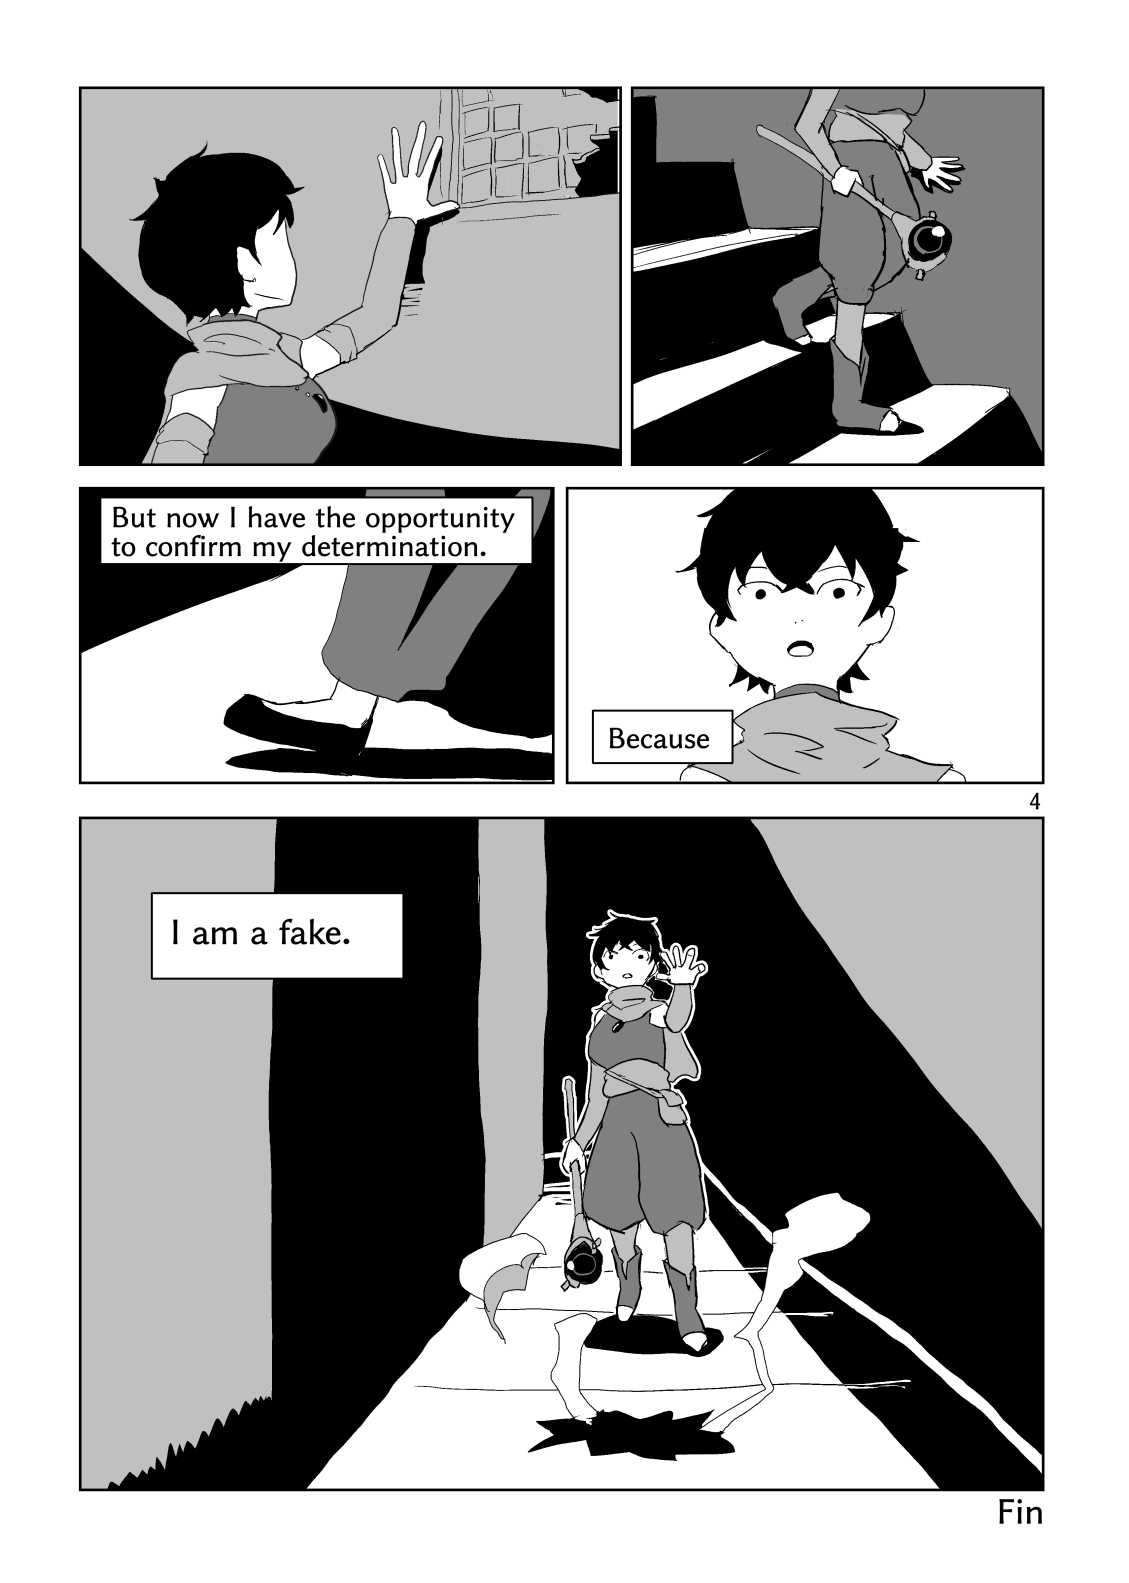 But now I have the opportunity
to confirm my determination.
Because
4
I am a fake.
Fin